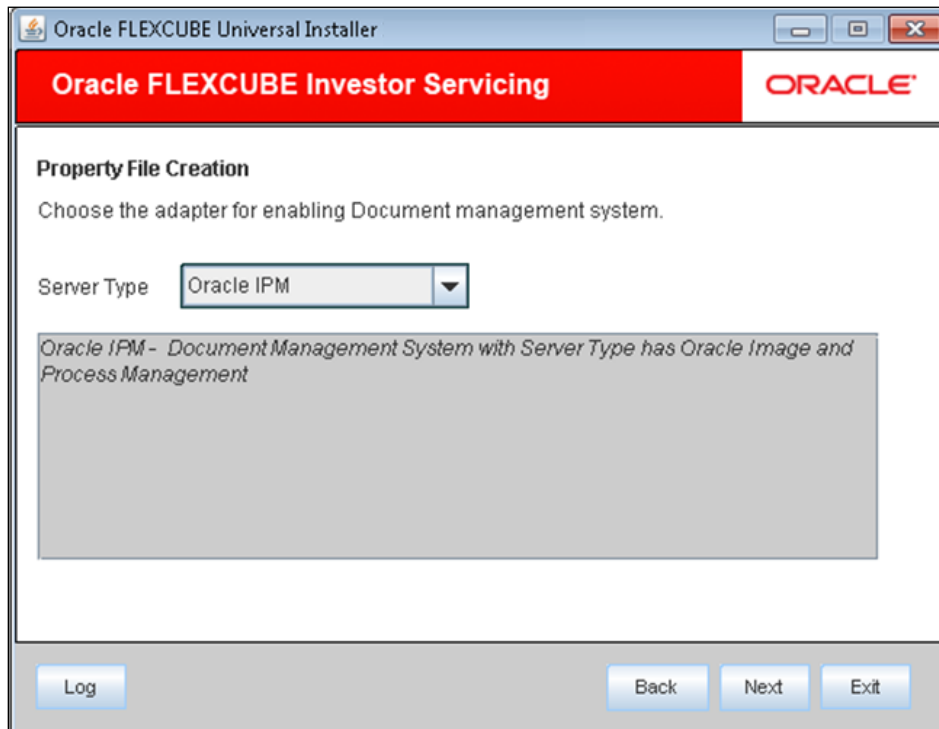 Oracle FLEXCUBE Universal Installer
Oracle FLEXCUBE Investor Servicing
ORACLE
Property File Creation
Choose the adapter for enabling Document management system.
Server Type
Oracle IPM
Oracle IPM - Document Management System with Server Type has Oracle Image and
Process Management
Log
Back
Next
Exit